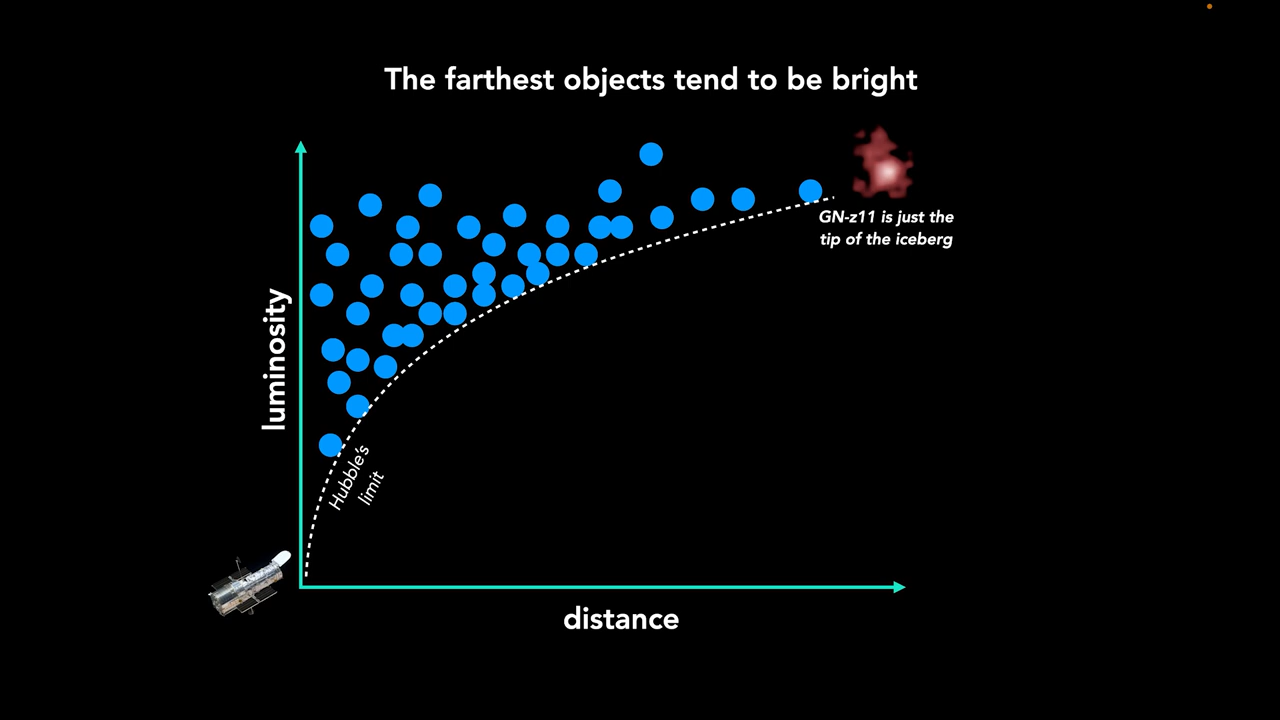 The farthest objects tend to be bright
GN-z11 is just the
tip of the iceberg
luminosity
Hubble's
limit
distance